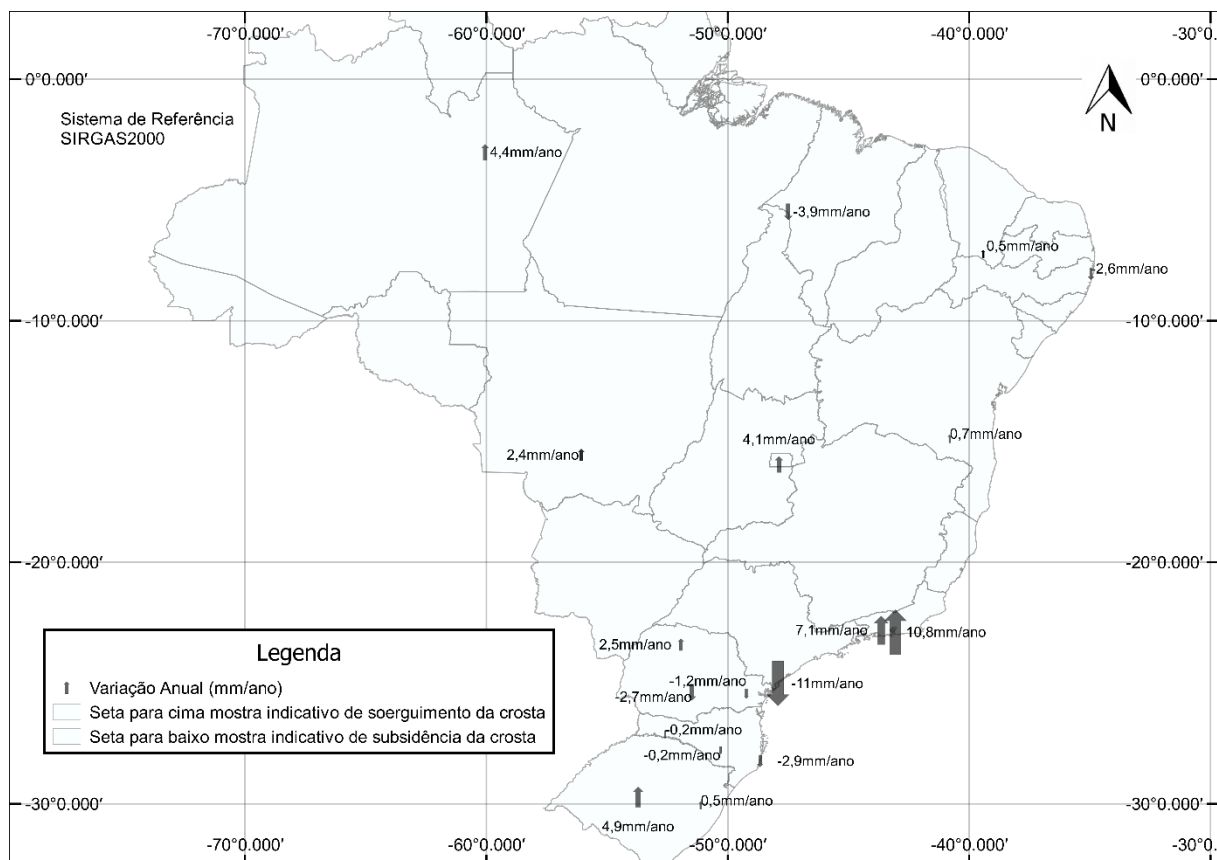 -70°0.000′ -60°0.000′ -50°0.000′ -40°0.000′ -30°0.000′
0°0.000′ 0°0.000′
Sistema de Referência
SIRGAS2000
N
4,4mm/ano
-3,9mm/ano
0,5mm/ano
2,6mm/ano
-10°0.000′ -10°0.000′
0,7mm/ano
4,1mm/ano
2,4mm/ano
-20°0.000′ -20°0.000′
7,1mm/ano
10,8mm/ano
2,5mm/ano
-1,2mm/ano
-11mm/ano
-2,7mm/ano
-0,2mm/ano
-0,2mm/ano
-2,9mm/ano
0,5mm/ano
4,9mm/ano
Legenda
Variação Anual (mm/ano)
Seta para cima mostra indicativo de soerguimento da crosta
Seta para baixo mostra indicativo de subsidência da crosta
-30°0.000′ -30°0.000′
-70°0.000′ -60°0.000′ -50°0.000′ -40°0.000′ -30°0.0